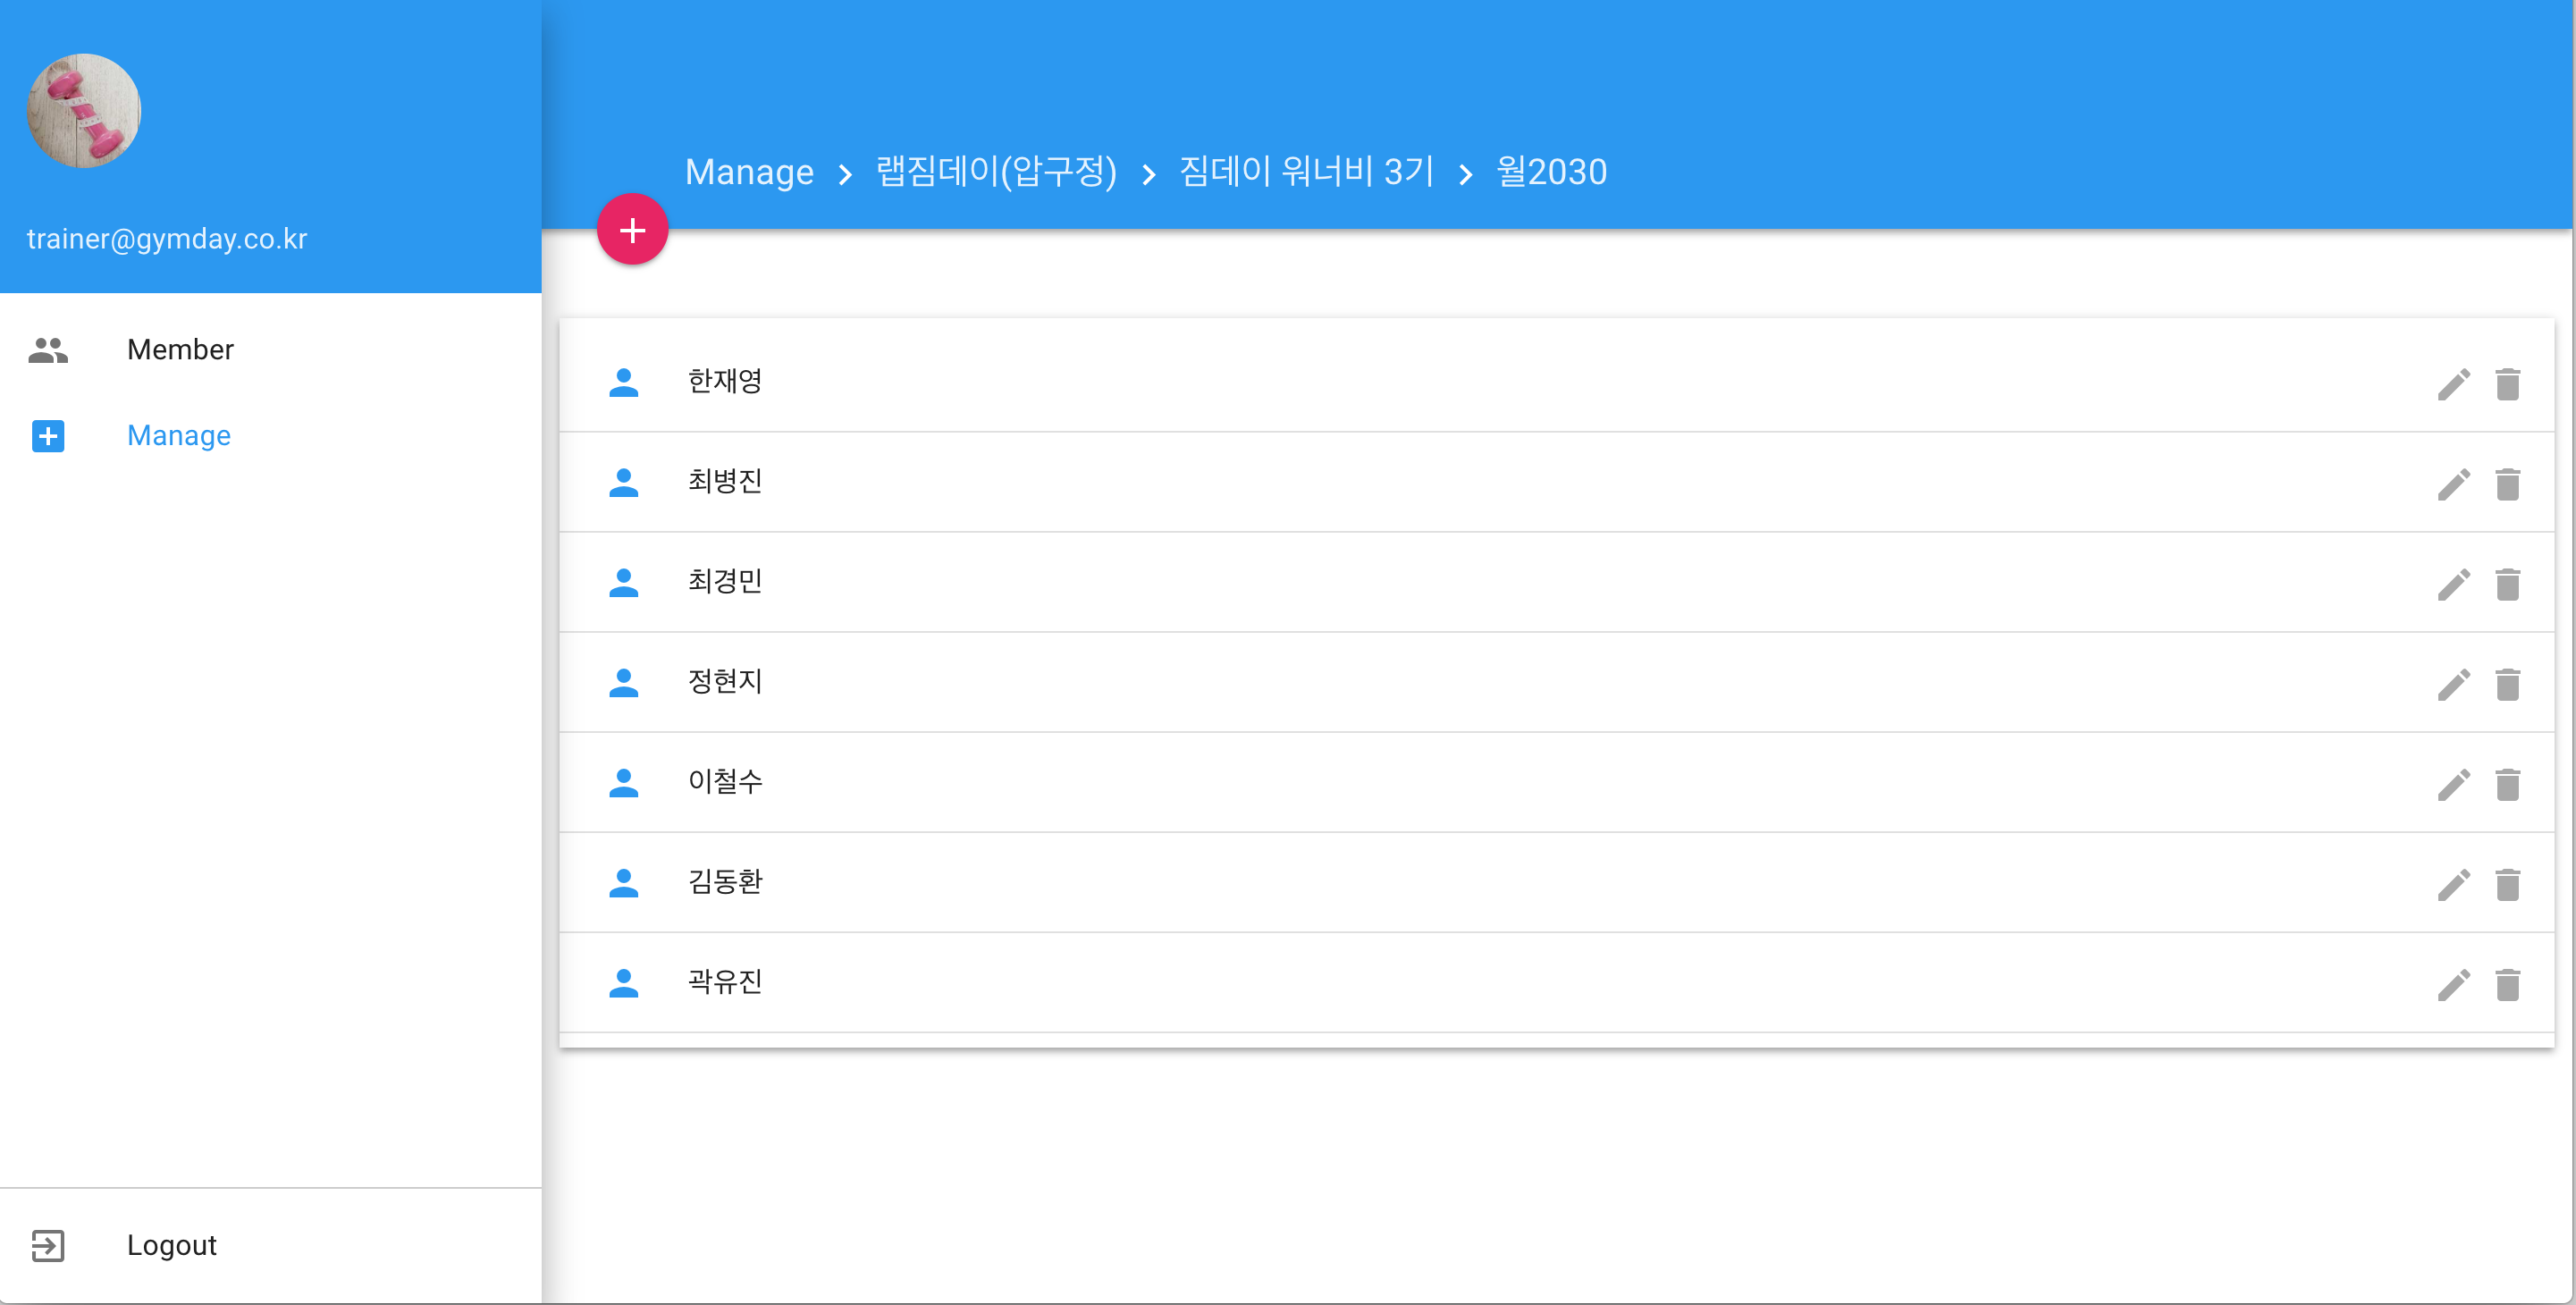 trainer@gymday.co.kr
Member
Manage
Logout
Manage > 랩짐데이(압구정) > 짐데이 워너비 3기 > 월2030
한재영
최병진
최경민
정현지
이철수
김동환
곽유진